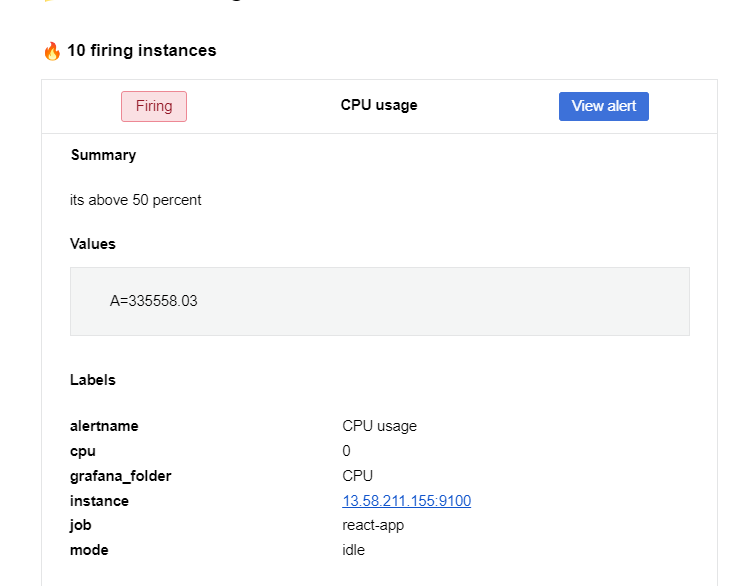 🔥 10 firing instances
Firing CPU usage View alert
Summary
its above 50 percent
Values
A=335558.03
Labels
alertname CPU usage
cpu 0
grafana_folder CPU
instance 13.58.211.155:9100
job react-app
mode idle